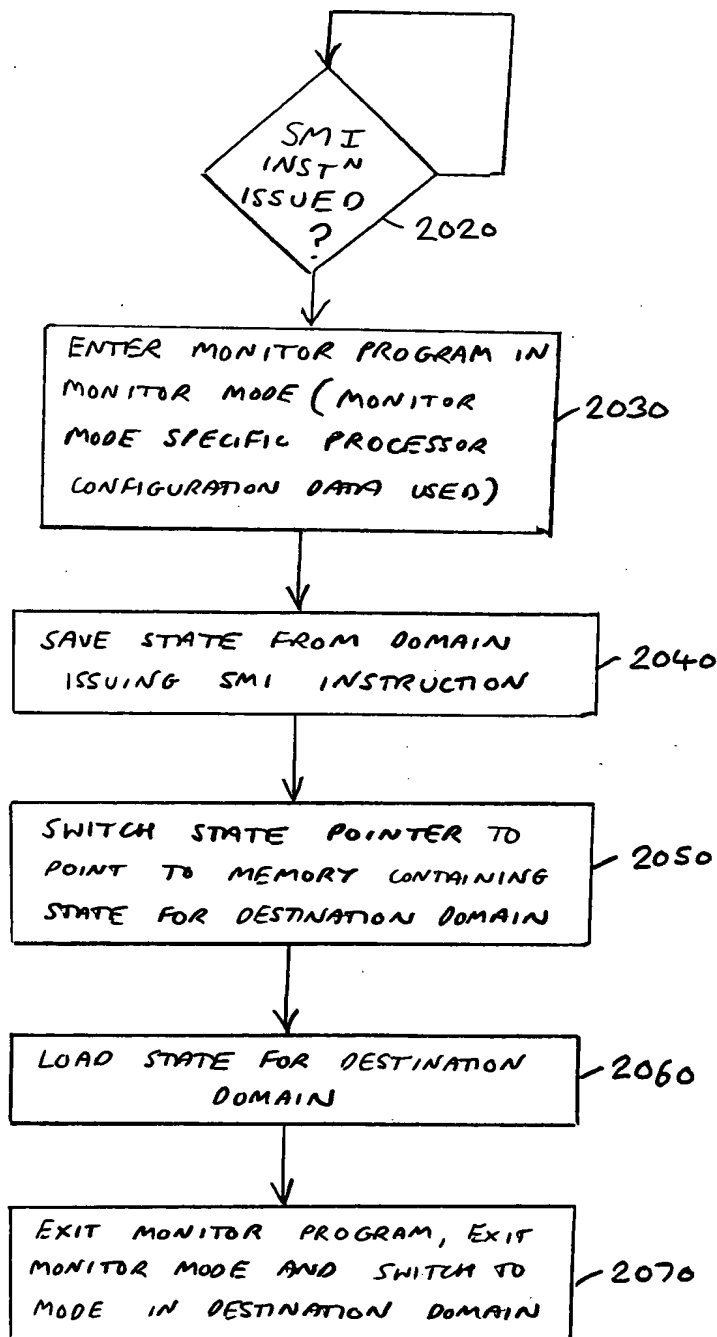 SMI
INSTN
ISSUED
?
2020
ENTER MONITOR PROGRAM IN
MONITOR MODE (MONITOR
MODE SPECIFIC PROCESSOR
CONFIGURATION DATA USED)
2030
SAVE STATE FROM DOMAIN
ISSUING SMI INSTRUCTION
2040
SWITCH STATE POINTER TO
POINT TO MEMORY CONTAINING
STATE FOR DESTINATION DOMAIN
2050
LOAD STATE FOR DESTINATION
DOMAIN
2060
EXIT MONITOR PROGRAM, EXIT
MONITOR MODE AND SWITCH TO
MODE IN DESTINATION DOMAIN
2070